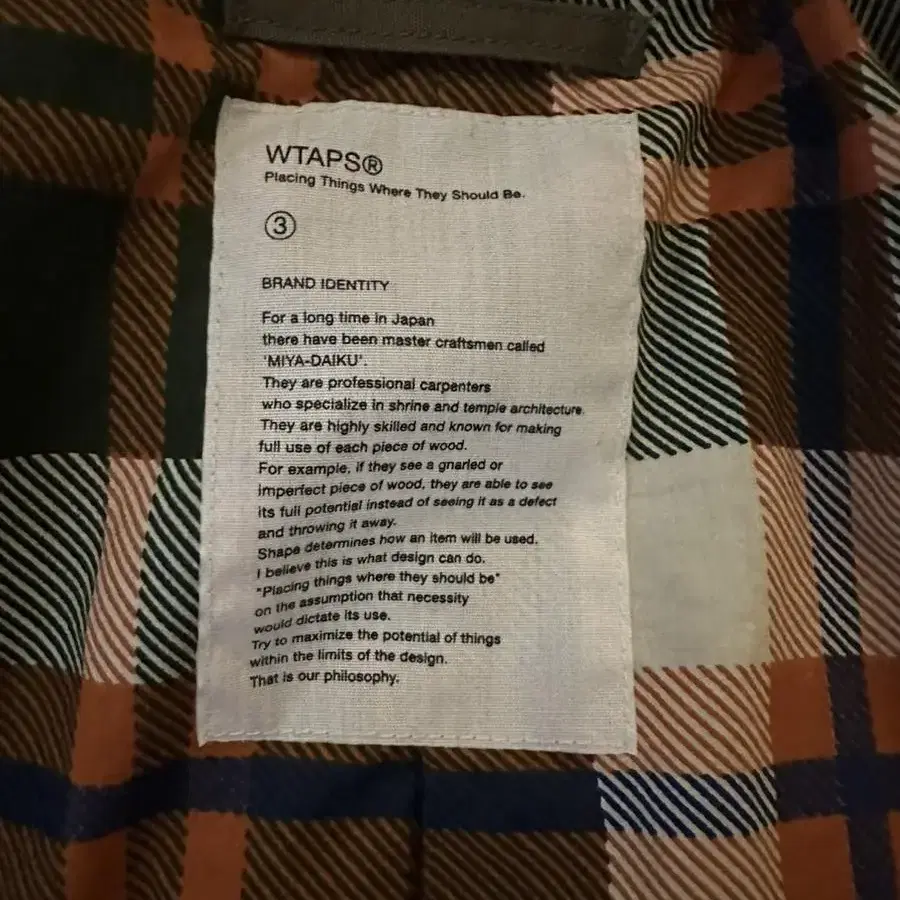 WTAPS®
Placing Things Where They Should Be.
③
BRAND IDENTITY
For a long time in Japan
there have been master craftsmen called
'MIYA-DAIKU'.
They are professional carpenters
who specialize in shrine and temple architecture.
They are highly skilled and known for making
full use of each piece of wood.
For example, if they see a gnarled or
imperfect piece of wood, they are able to see
its full potential instead of seeing it as a defect
and throwing it away.
Shape determines how an item will be used.
I believe this is what design can do.
"Placing things where they should be"
on the assumption that necessity
would dictate its use.
Try to maximize the potential of things
within the limits of the design.
That is our philosophy.